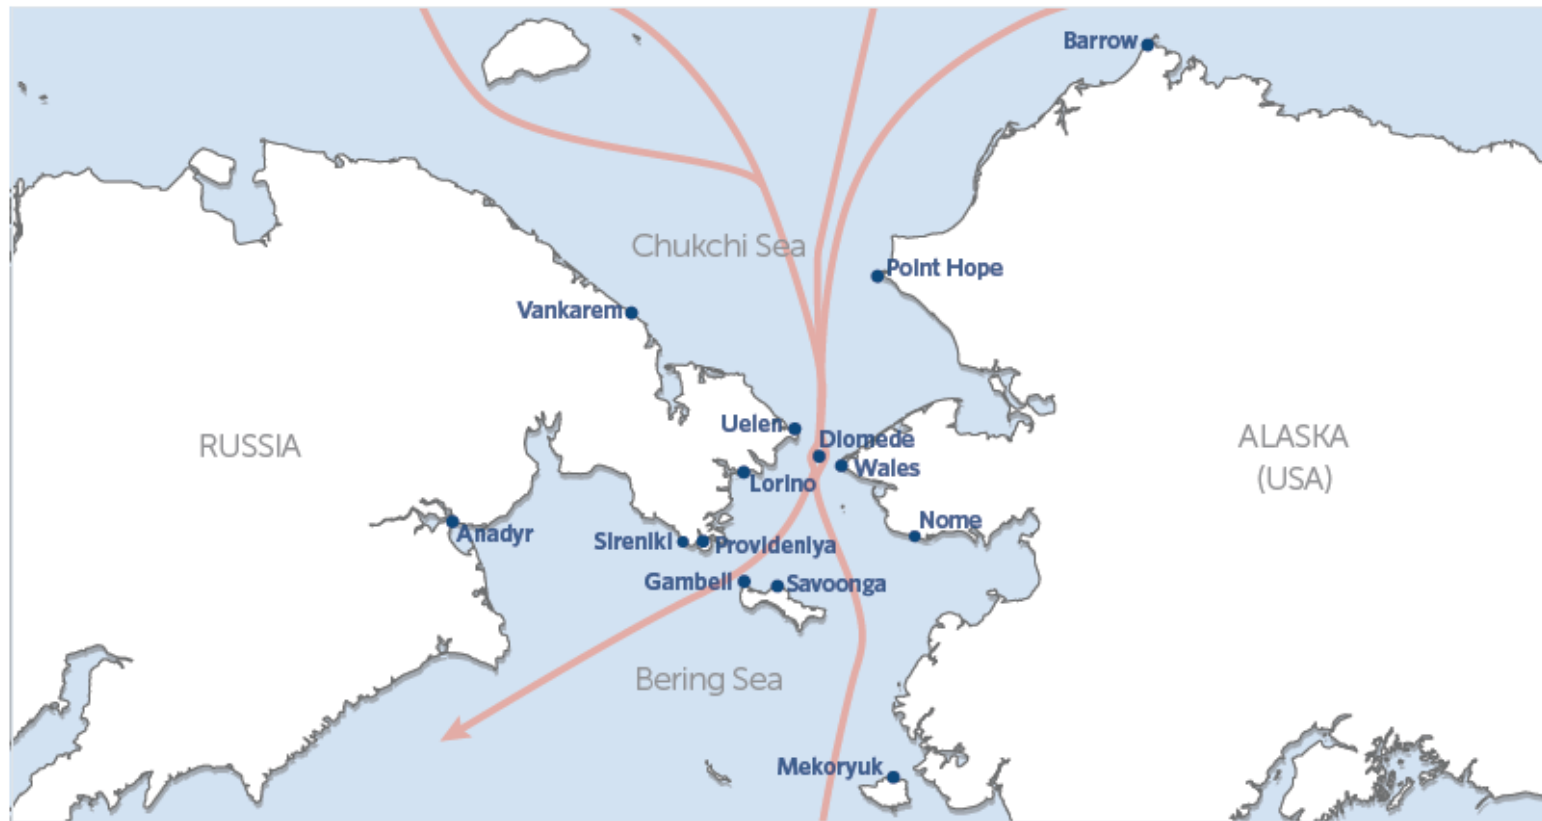 Barrow
Chukchi Sea
Point Hope
Vankarem
Uelen
Diomede
RUSSIA
ALASKA
(USA)
Wales
Lorino
Nome
Anadyr
Sireniki
Provideniya
Gambell
Savoonga
Bering Sea
Mekoryuk